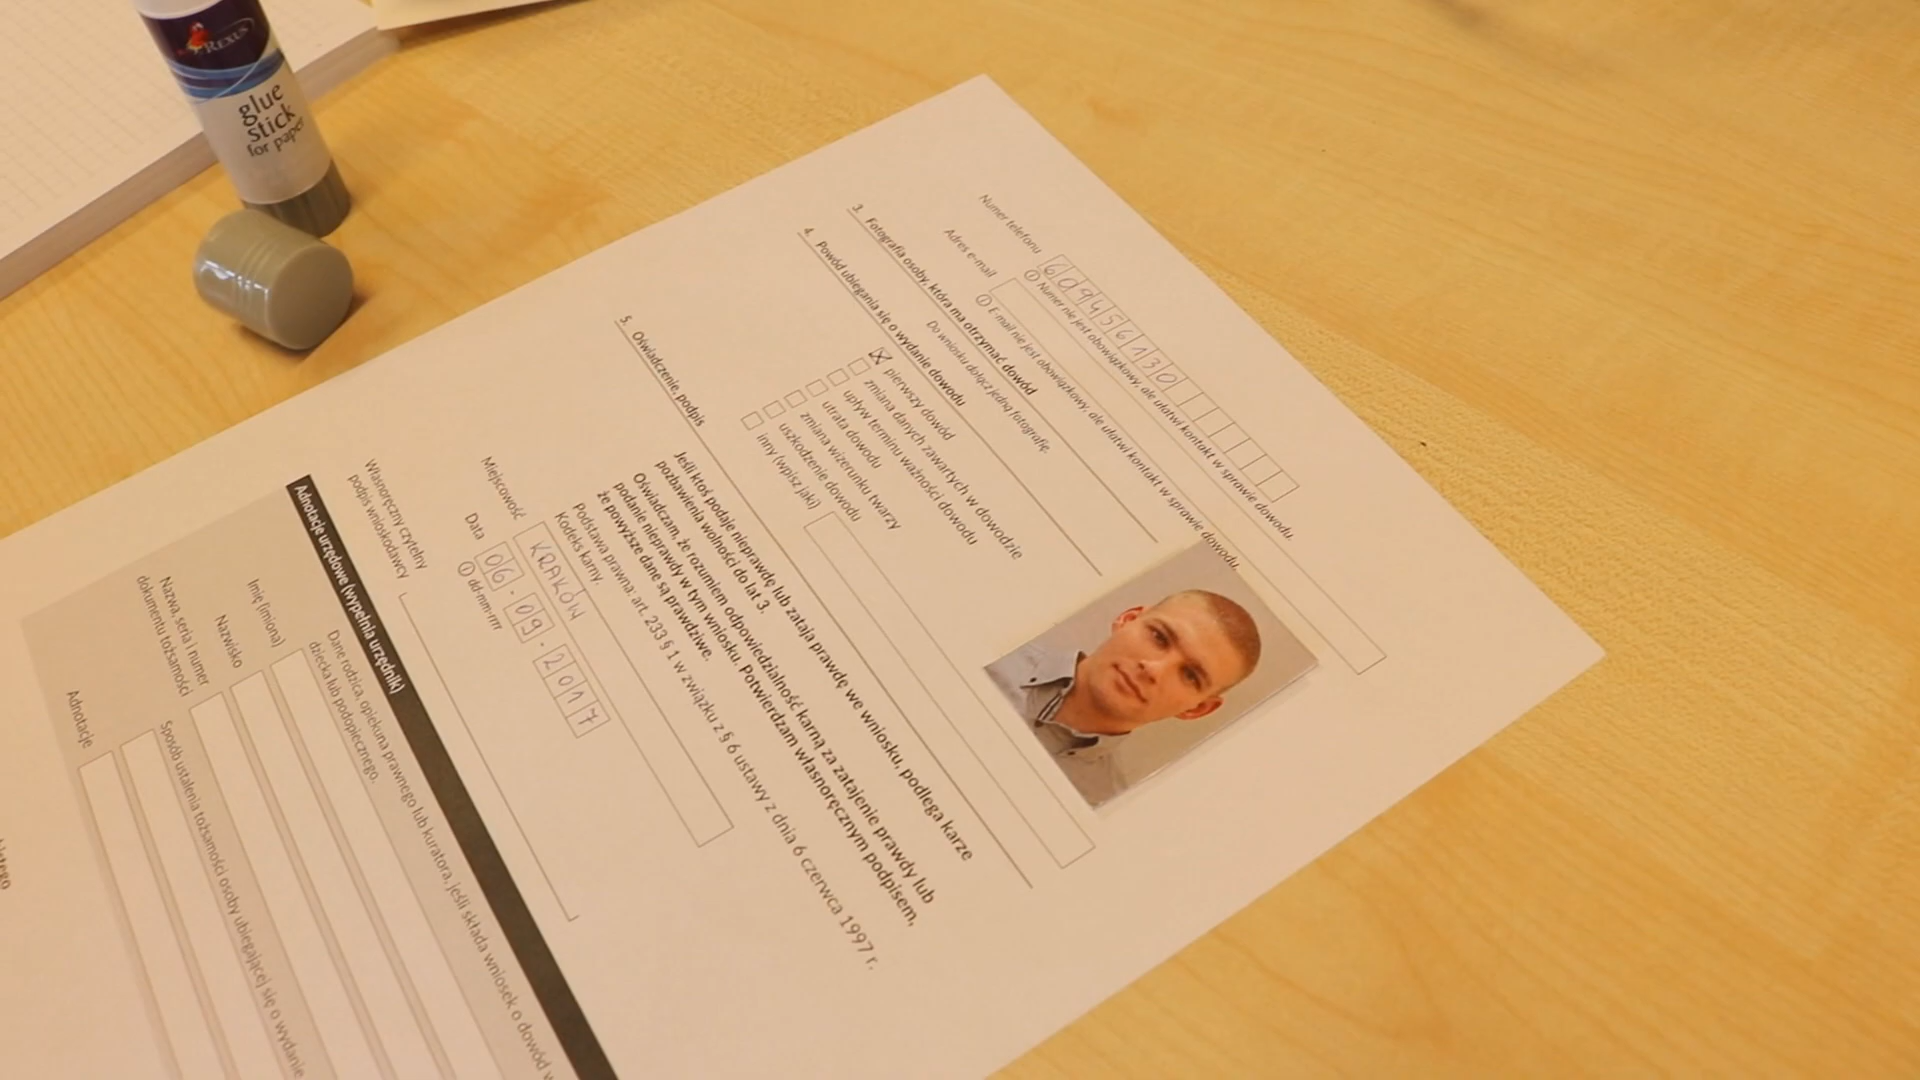 REXUS
glue
stick
for paper
Numer telefonu 609456130
Numer nie jest obowiązkowy, ale ułatwi kontakt w sprawie dowodu.
Adres e-mail
E-mail nie jest obowiązkowy, ale ułatwi kontakt w sprawie dowodu.
3. Fotografia osoby, która ma otrzymać dowód
Do wniosku dołącz jedną fotografię.
4. Powód ubiegania się o wydanie dowodu
pierwszy dowód
zmiana danych zawartych w dowodzie
upływ terminu ważności dowodu
utrata dowodu
zmiana wizerunku twarzy
uszkodzenie dowodu
inny (wpisz jaki)
5. Oświadczenie, podpis
Jeśli ktoś podaje nieprawdę lub zataja prawdę we wniosku, podlega karze
pozbawienia wolności do lat 3.
Oświadczam, że rozumiem odpowiedzialność karną za zatajenie prawdy lub
podanie nieprawdy w tym wniosku. Potwierdzam własnoręcznym podpisem,
że powyższe dane są prawdziwe.
Podstawa prawna: art. 233 § 1 w związku z § 6 ustawy z dnia 6 czerwca 1997 r.
Kodeks karny.
Miejscowość KRAKÓW
Data 06 - 09 - 2017
dd-mm-rrrr
Własnoręczny czytelny
podpis wnioskodawcy
Adnotacje urzędowe (wypełnia urzędnik)
Dane rodzica, opiekuna prawnego lub kuratora, jeśli składa wniosek o dowód
dziecka lub podopiecznego.
Imię (imiona)
Nazwisko
Nazwa, seria i numer
dokumentu tożsamości
Sposób ustalenia tożsamości osoby ubiegającej się o wydanie
Adnotacje